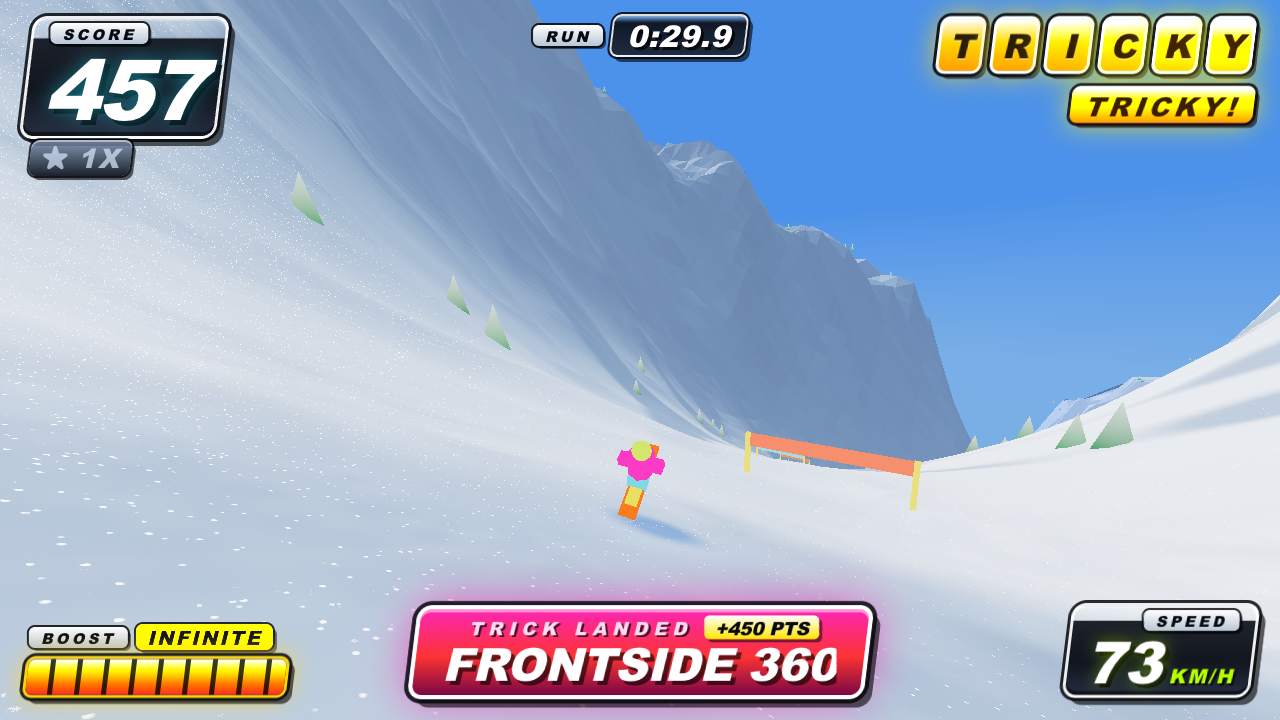 SCORE
457
★ 1X
RUN 0:29.9
TRICKY
TRICKY!
BOOST INFINITE
TRICK LANDED +450 PTS
FRONTSIDE 360
SPEED
73 KM/H